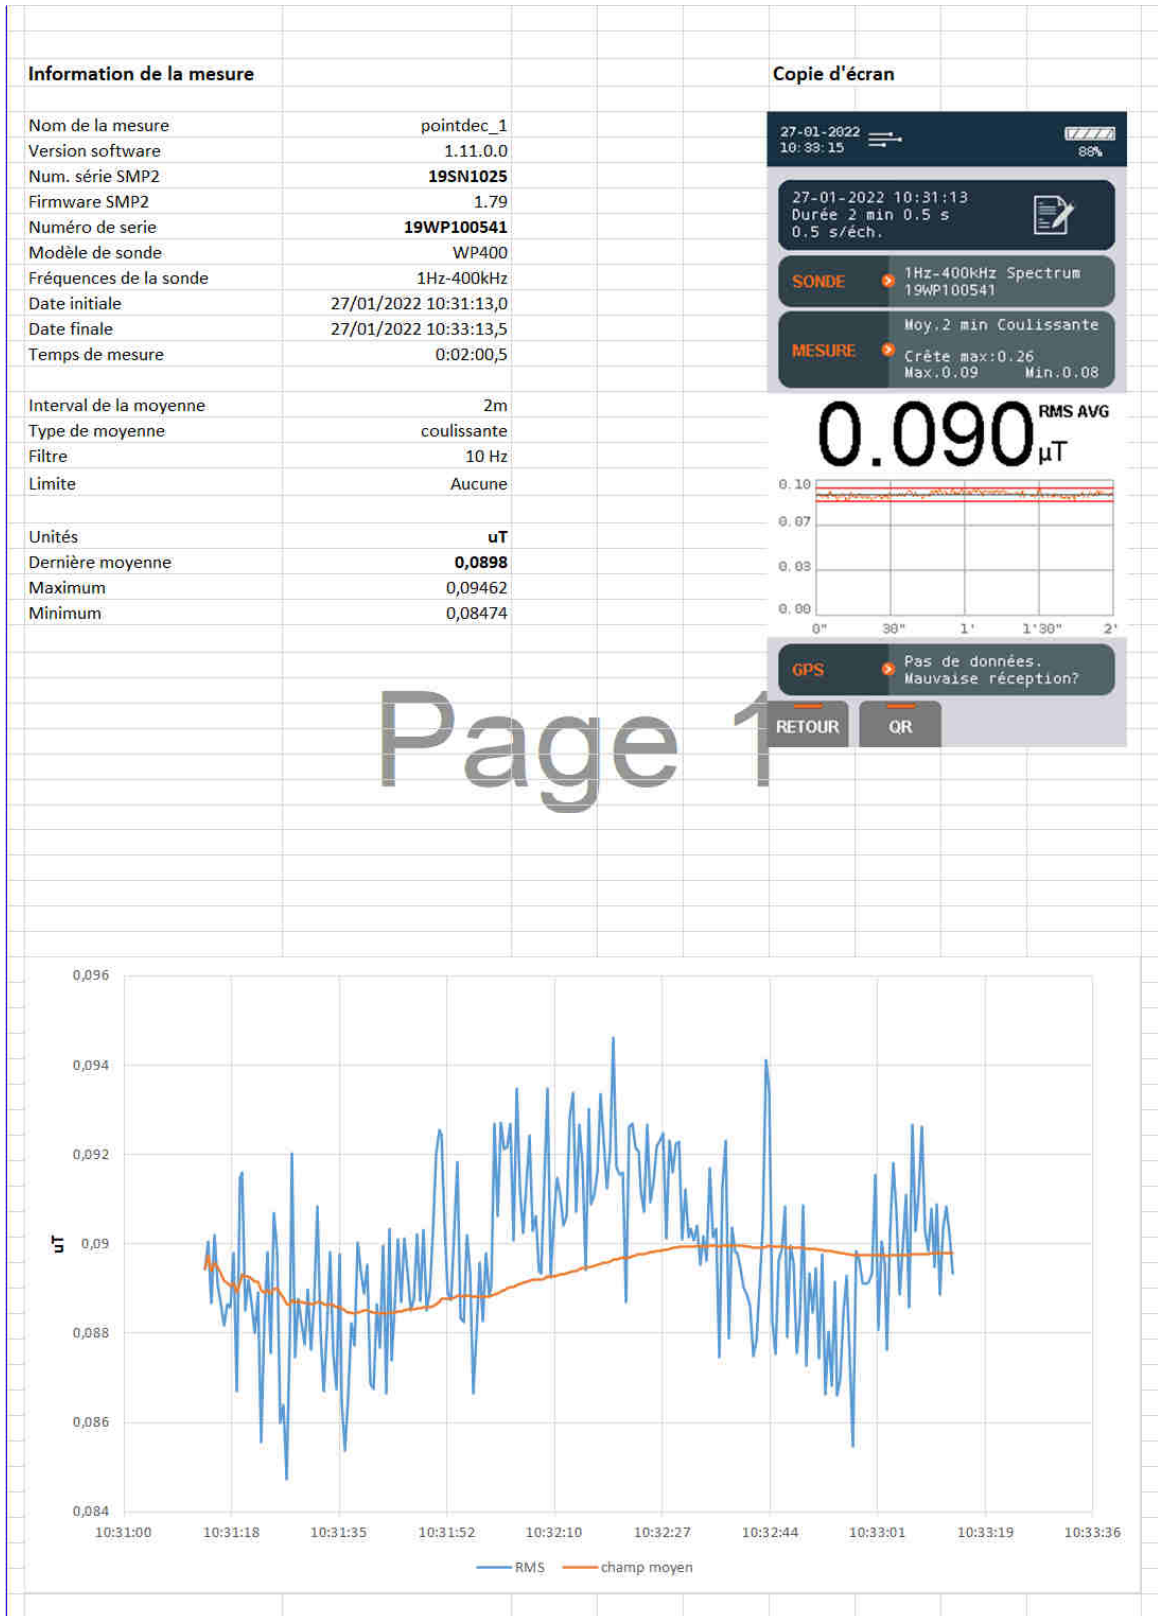 Information de la mesure
Nom de la mesure pointdec_1
Version software 1.11.0.0
Num. série SMP2 19SN1025
Firmware SMP2 1.79
Numéro de serie 19WP100541
Modèle de sonde WP400
Fréquences de la sonde 1Hz-400kHz
Date initiale 27/01/2022 10:31:13,0
Date finale 27/01/2022 10:33:13,5
Temps de mesure 0:02:00,5
Interval de la moyenne 2m
Type de moyenne coulissante
Filtre 10 Hz
Limite Aucune
Unités uT
Dernière moyenne 0,0898
Maximum 0,09462
Minimum 0,08474
Copie d'écran
27-01-2022
10:33:15
88%
27-01-2022 10:31:13
Durée 2 min 0.5 s
0.5 s/éch.
SONDE
1Hz-400kHz Spectrum
19WP100541
MESURE
Moy.2 min Coulissante
Crête max:0.26
Max.0.09 Min.0.08
0.090 RMS AVG
µT
0.10
0.07
0.03
0.00
0" 30" 1' 1'30" 2'
GPS
Pas de données.
Mauvaise réception?
RETOUR QR
Page 1
0,096
0,094
0,092
0,09
0,088
0,086
0,084
uT
10:31:00 10:31:18 10:31:35 10:31:52 10:32:10 10:32:27 10:32:44 10:33:01 10:33:19 10:33:36
RMS champ moyen